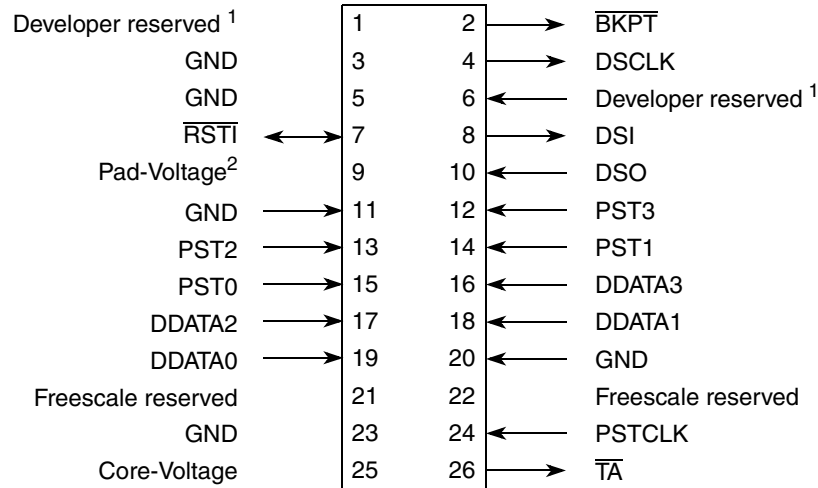 Developer reserved 1 1 2 BKPT
GND 3 4 DSCLK
GND 5 6 Developer reserved 1
RSTI 7 8 DSI
Pad-Voltage2 9 10 DSO
GND 11 12 PST3
PST2 13 14 PST1
PST0 15 16 DDATA3
DDATA2 17 18 DDATA1
DDATA0 19 20 GND
Freescale reserved 21 22 Freescale reserved
GND 23 24 PSTCLK
Core-Voltage 25 26 TA